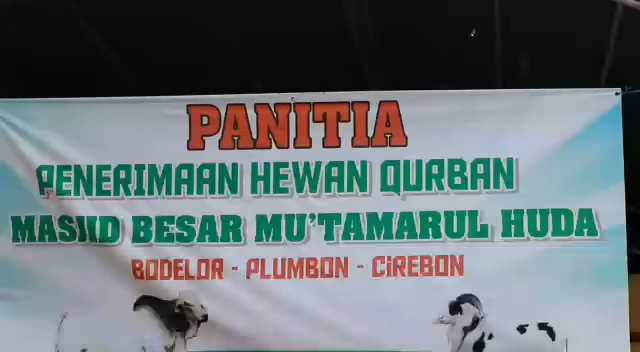 PANITIA
PENERIMAAN HEWAN QURBAN
MASJID BESAR MU'TAMARUL HUDA
BODELOR - PLUMBON - CiREBON